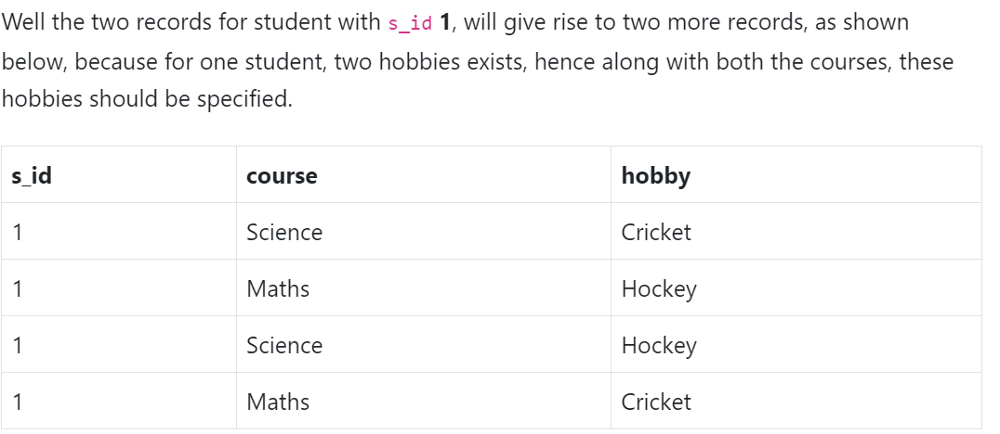 Well the two records for student with s_id 1, will give rise to two more records, as shown
below, because for one student, two hobbies exists, hence along with both the courses, these
hobbies should be specified.
s_id course hobby
1 Science Cricket
1 Maths Hockey
1 Science Hockey
1 Maths Cricket